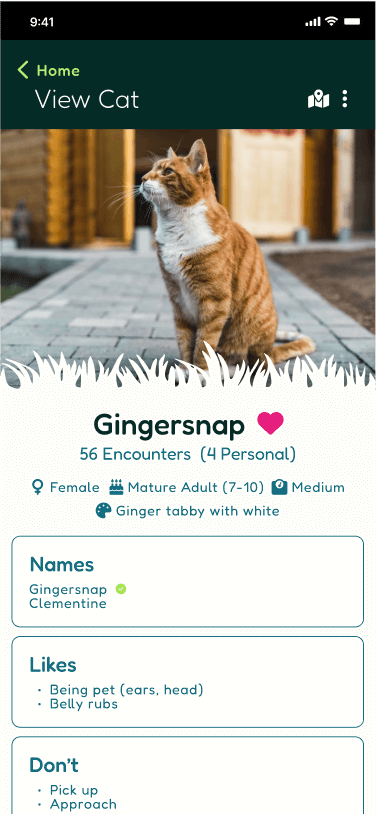 9:41
Home
View Cat
Gingersnap
56 Encounters (4 Personal)
Female Mature Adult (7-10) Medium
Ginger tabby with white
Names
Gingersnap
Clementine
Likes
• Being pet (ears, head)
• Belly rubs
Don't
• Pick up
• Approach